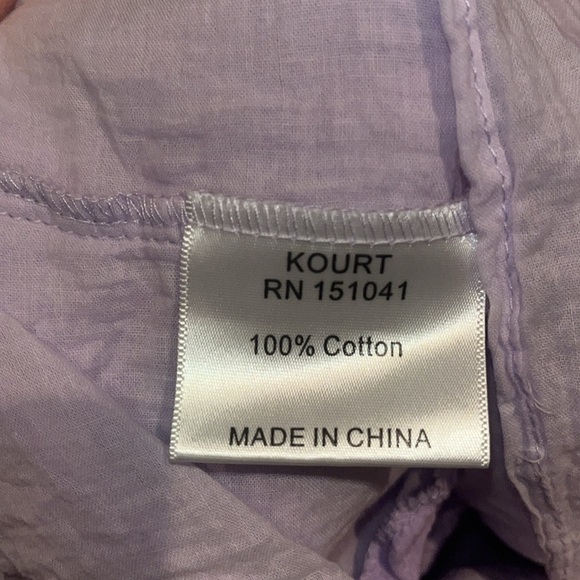 KOURT
RN 151041
100% Cotton
MADE IN CHINA